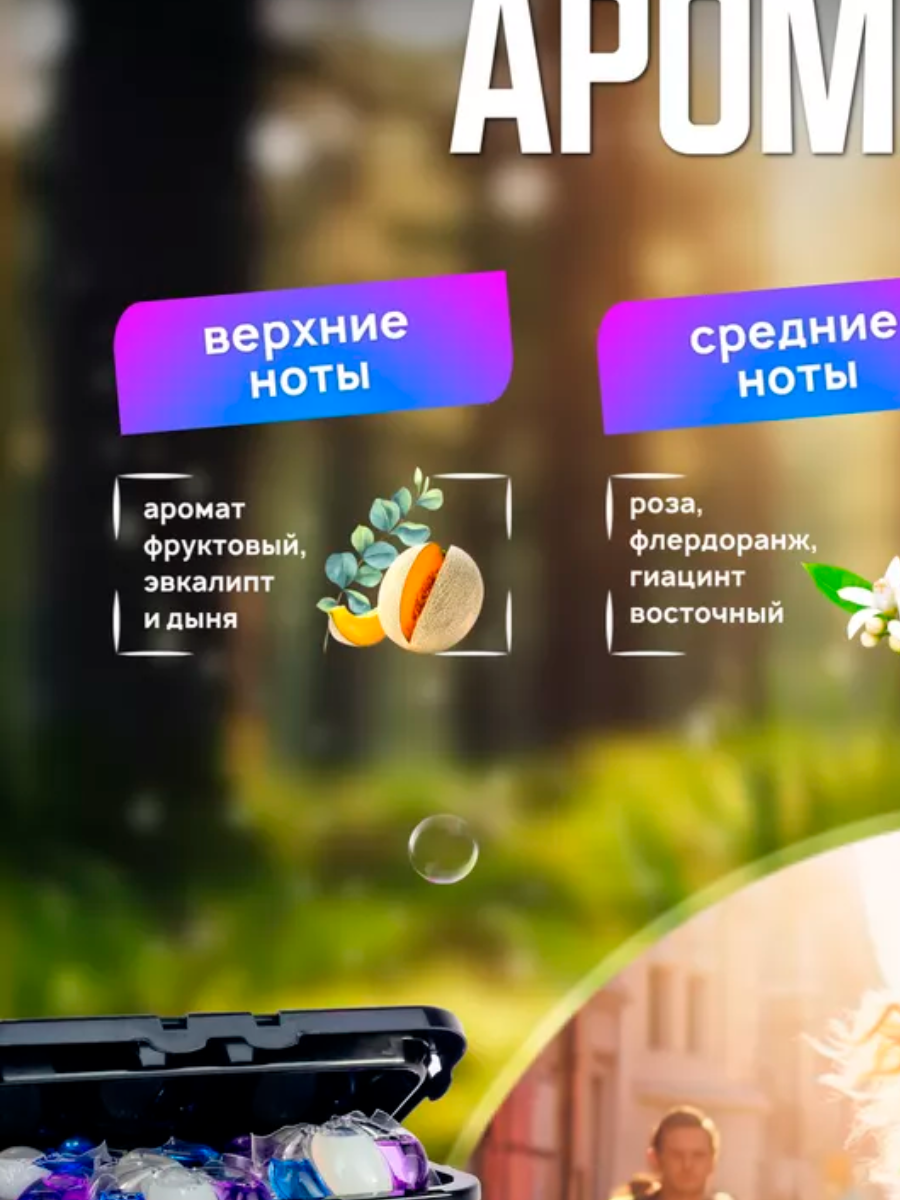 АРОМ
верхние
ноты
средние
ноты
аромат
фруктовый,
эвкалипт
и дыня
роза,
флердоранж,
гиацинт
восточный